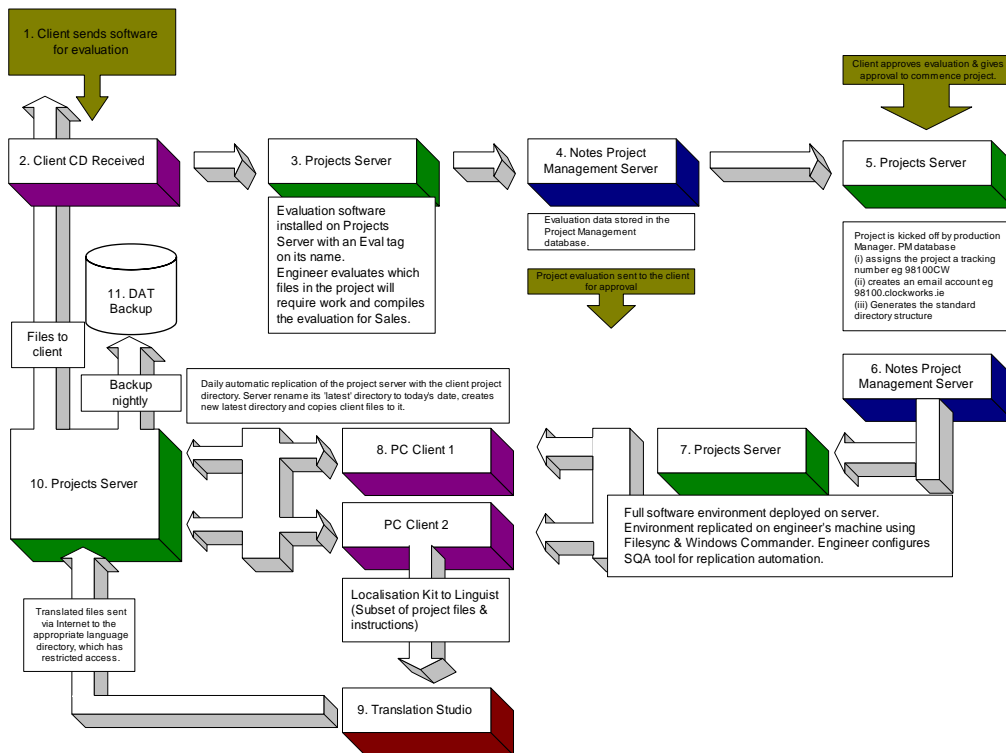 1. Client sends software
for evaluation
Client approves evaluation & gives
approval to commence project.
2. Client CD Received
3. Projects Server
4. Notes Project
Management Server
5. Projects Server
Evaluation software
installed on Projects
Server with an Eval tag
on its name.
Engineer evaluates which
files in the project will
require work and compiles
the evaluation for Sales.
Evaluation data stored in the
Project Management
database.
Project evaluation sent to the client
for approval
Project is kicked off by production
Manager. PM database
(i) assigns the project a tracking
number eg 98100CW
(ii) creates an email account eg
98100.clockworks.ie
(iii) Generates the standard
directory structure
11. DAT
Backup
Files to
client
Backup
nightly
Daily automatic replication of the project server with the client project
directory. Server rename its 'latest' directory to today's date, creates
new latest directory and copies client files to it.
6. Notes Project
Management Server
8. PC Client 1
7. Projects Server
10. Projects Server
PC Client 2
Full software environment deployed on server.
Environment replicated on engineer's machine using
Filesync & Windows Commander. Engineer configures
SQA tool for replication automation.
Localisation Kit to Linguist
(Subset of project files &
instructions)
Translated files sent
via Internet to the
appropriate language
directory, which has
restricted access.
9. Translation Studio